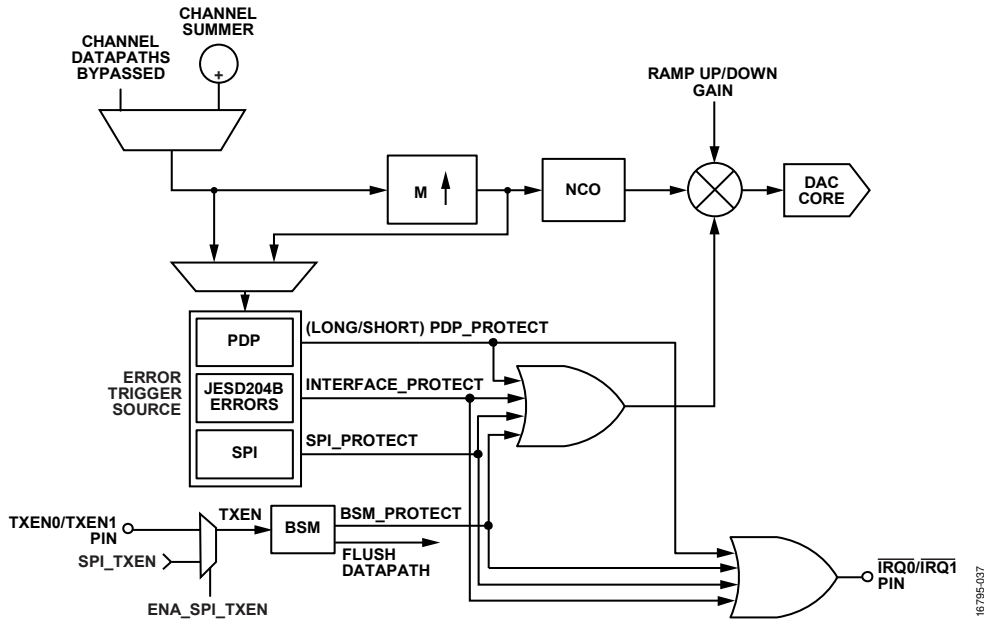 CHANNEL
SUMMER
CHANNEL
DATAPATHS
BYPASSED
+
RAMP UP/DOWN
GAIN
M
NCO
DAC
CORE
(LONG/SHORT) PDP_PROTECT
PDP
ERROR
TRIGGER
SOURCE
JESD204B
ERRORS
INTERFACE_PROTECT
SPI
SPI_PROTECT
TXEN0/TXEN1
PIN
TXEN
BSM
BSM_PROTECT
SPI_TXEN
FLUSH
DATAPATH
ENA_SPI_TXEN
IRQ0/IRQ1
PIN
16795-037